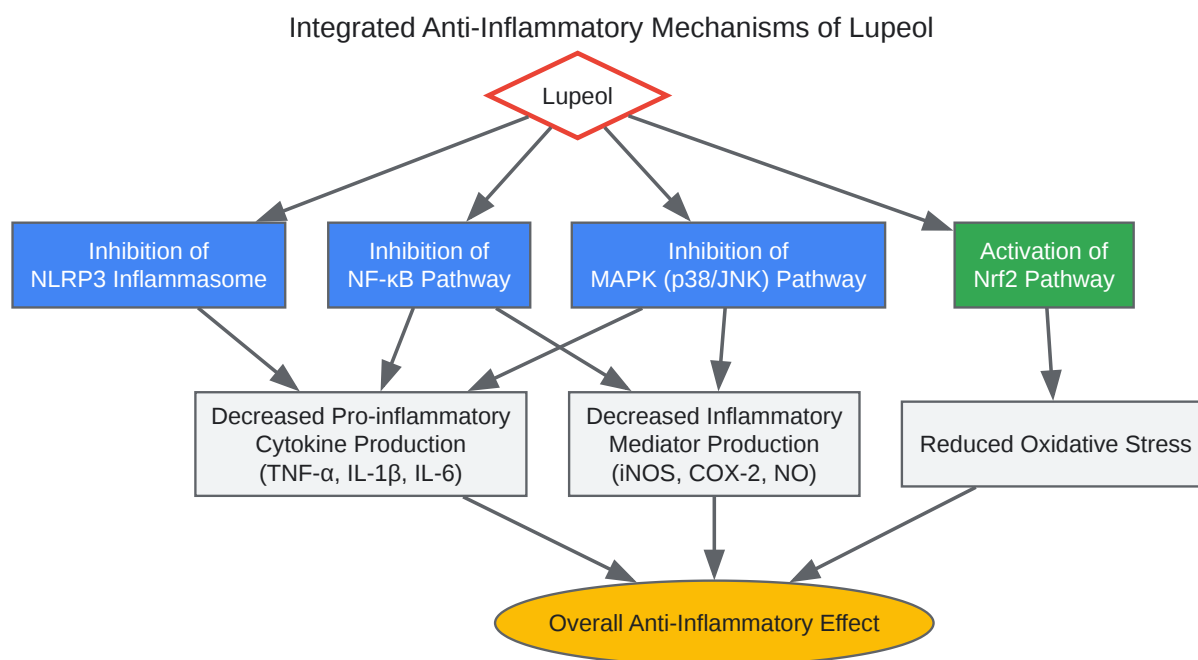 Integrated Anti-Inflammatory Mechanisms of Lupeol
Lupeol
Inhibition of
NLRP3 Inflammasome
Inhibition of
NF-κB Pathway
Inhibition of
MAPK (p38/JNK) Pathway
Activation of
Nrf2 Pathway
Decreased Pro-inflammatory
Cytokine Production
(TNF-α, IL-1β, IL-6)
Decreased Inflammatory
Mediator Production
(iNOS, COX-2, NO)
Reduced Oxidative Stress
Overall Anti-Inflammatory Effect